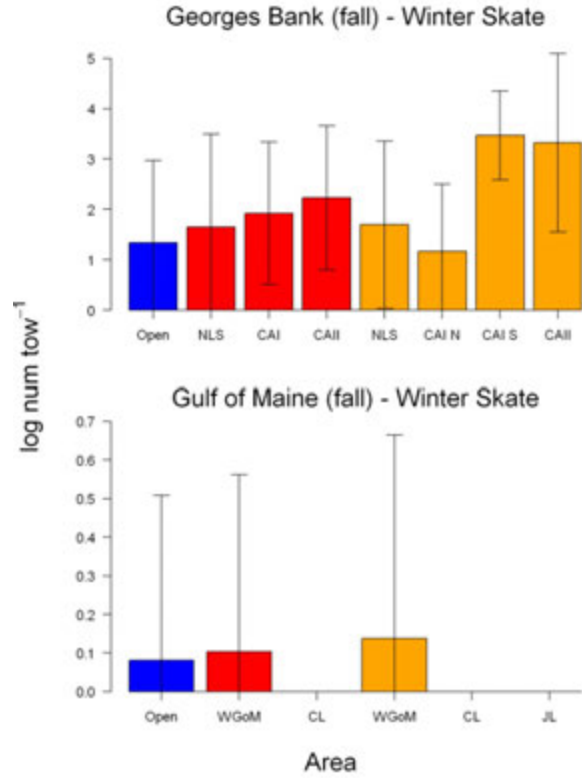 Georges Bank (fall) - Winter Skate
5
4
3
2
1
0
Open NLS CAI CAII NLS CAI N CAI S CAII
log num tow⁻¹
Gulf of Maine (fall) - Winter Skate
0.7
0.6
0.5
0.4
0.3
0.2
0.1
0.0
Open WGoM CL WGoM CL JL
Area